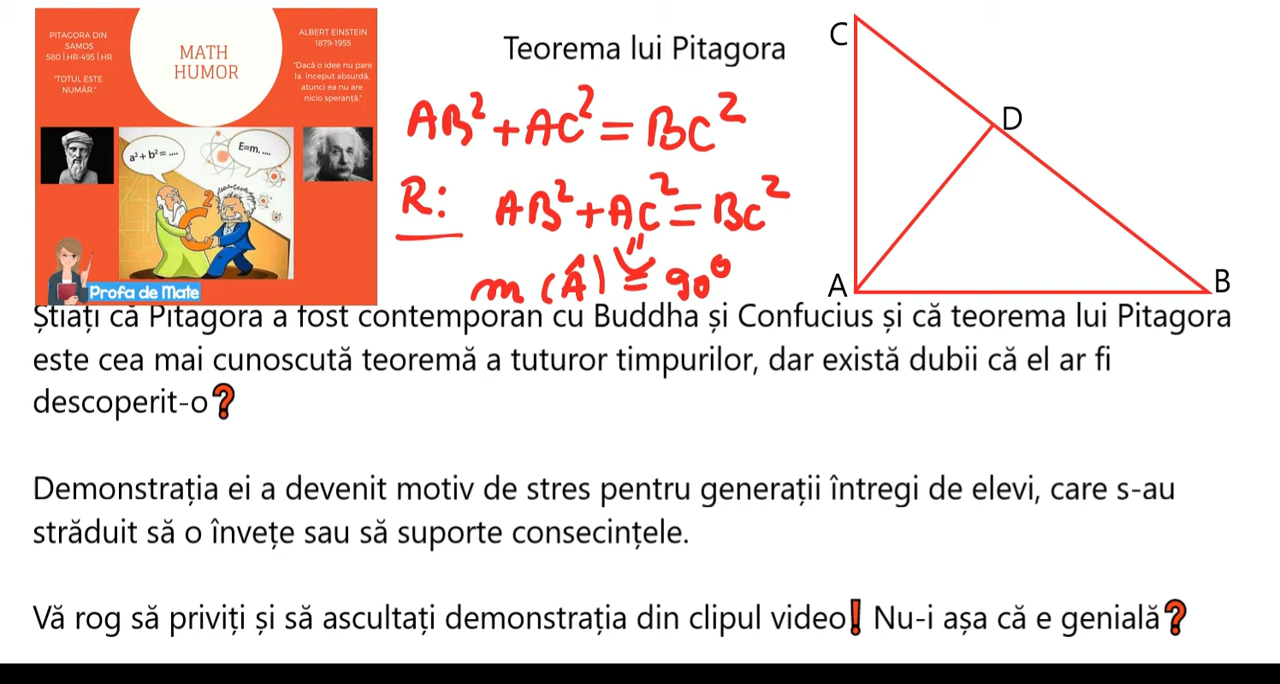 PITAGORA DIN
SAMOS
580 Î.HR-495 Î.HR
"TOTUL ESTE
NUMĂR."
MATH
HUMOR
ALBERT EINSTEIN
1879-1955
"Dacă o idee nu pare
la început absurdă,
atunci ea nu are
nicio speranță."
a² + b² = ....
E=m. ...
C²
Profa de Mate
Teorema lui Pitagora
AB² + AC² = BC²
R: AB² + AC² = BC²
⇓
m(Â) = 90°
C
D
A
B
Știați că Pitagora a fost contemporan cu Buddha și Confucius și că teorema lui Pitagora
este cea mai cunoscută teoremă a tuturor timpurilor, dar există dubii că el ar fi
descoperit-o❓
Demonstrația ei a devenit motiv de stres pentru generații întregi de elevi, care s-au
străduit să o învețe sau să suporte consecințele.
Vă rog să priviți și să ascultați demonstrația din clipul video❗ Nu-i așa că e genială❓